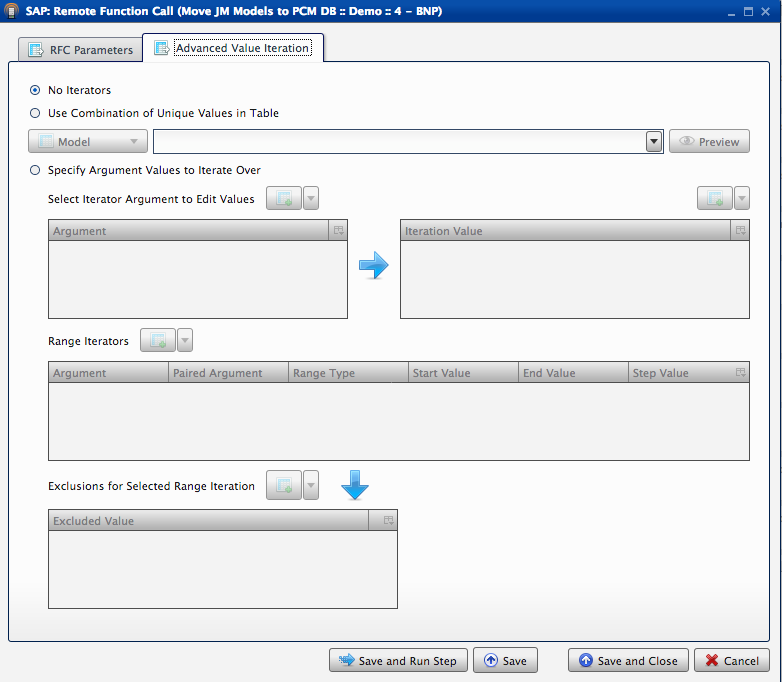 SAP: Remote Function Call (Move JM Models to PCM DB :: Demo :: 4 - BNP)
RFC Parameters
Advanced Value Iteration
No Iterators
Use Combination of Unique Values in Table
Model
Preview
Specify Argument Values to Iterate Over
Select Iterator Argument to Edit Values
Argument
Iteration Value
Range Iterators
Argument Paired Argument Range Type Start Value End Value Step Value
Exclusions for Selected Range Iteration
Excluded Value
Save and Run Step
Save
Save and Close
Cancel